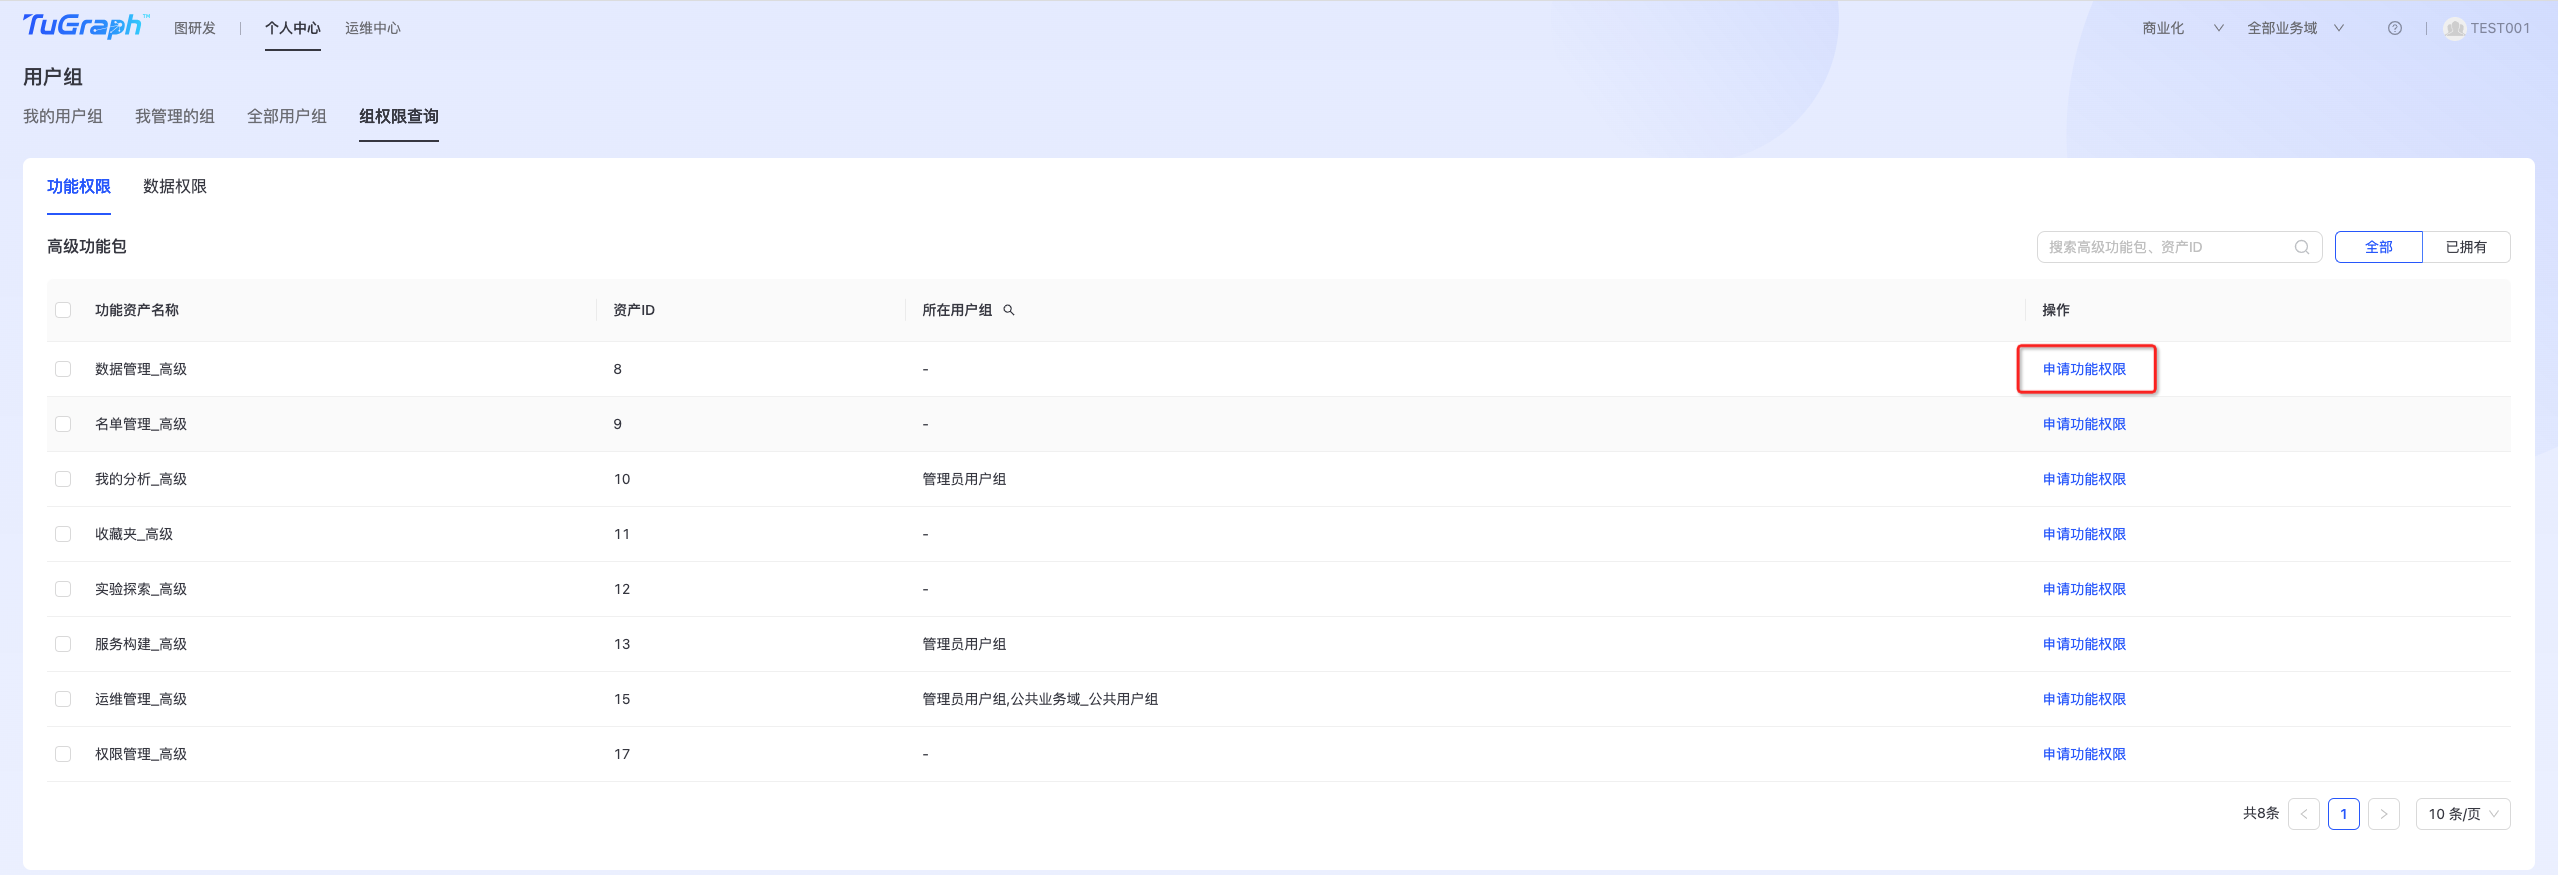 TuGraph™ 图研发 | 个人中心 运维中心 商业化 全部业务域 | TEST001
用户组
我的用户组 我管理的组 全部用户组 组权限查询
功能权限 数据权限
高级功能包 搜索高级功能包、资产ID 全部 已拥有
功能资产名称 资产ID 所在用户组 操作
数据管理_高级 8 - 申请功能权限
名单管理_高级 9 - 申请功能权限
我的分析_高级 10 管理员用户组 申请功能权限
收藏夹_高级 11 - 申请功能权限
实验探索_高级 12 - 申请功能权限
服务构建_高级 13 管理员用户组 申请功能权限
运维管理_高级 15 管理员用户组,公共业务域_公共用户组 申请功能权限
权限管理_高级 17 - 申请功能权限
共8条 < 1 > 10 条/页